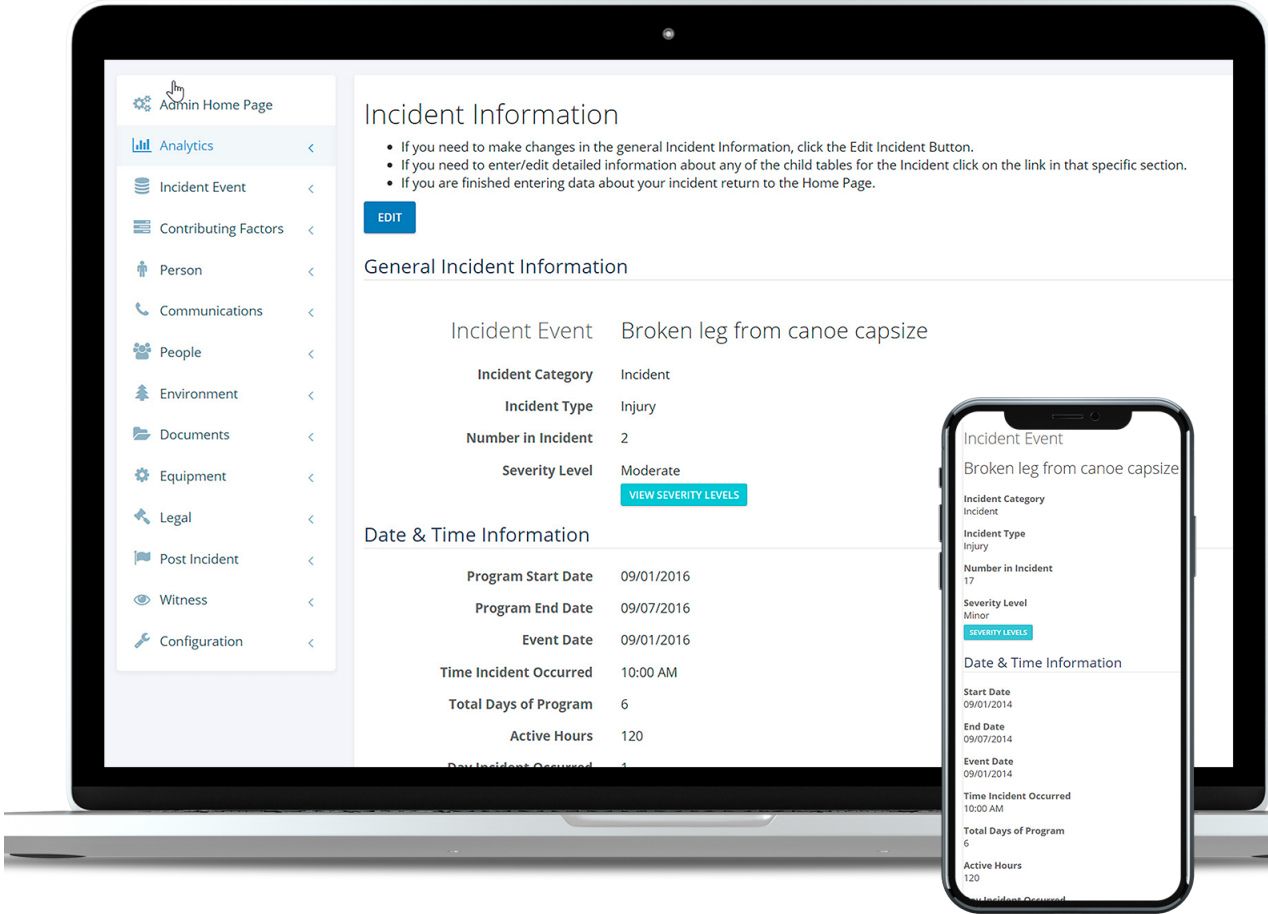 Admin Home Page
Analytics
Incident Event
Contributing Factors
Person
Communications
People
Environment
Documents
Equipment
Legal
Post Incident
Witness
Configuration
Incident Information
If you need to make changes in the general Incident Information, click the Edit Incident Button.
If you need to enter/edit detailed information about any of the child tables for the Incident click on the link in that specific section.
If you are finished entering data about your incident return to the Home Page.
EDIT
General Incident Information
Incident Event Broken leg from canoe capsize
Incident Category Incident
Incident Type Injury
Number in Incident 2
Severity Level Moderate
VIEW SEVERITY LEVELS
Date & Time Information
Program Start Date 09/01/2016
Program End Date 09/07/2016
Event Date 09/01/2016
Time Incident Occurred 10:00 AM
Total Days of Program 6
Active Hours 120
Day Incident Occurred 1
Incident Event
Broken leg from canoe capsize
Incident Category
Incident
Incident Type
Injury
Number in Incident
17
Severity Level
Minor
SEVERITY LEVELS
Date & Time Information
Start Date
09/01/2014
End Date
09/07/2014
Event Date
09/01/2014
Time Incident Occurred
10:00 AM
Total Days of Program
6
Active Hours
120
Day Incident Occurred